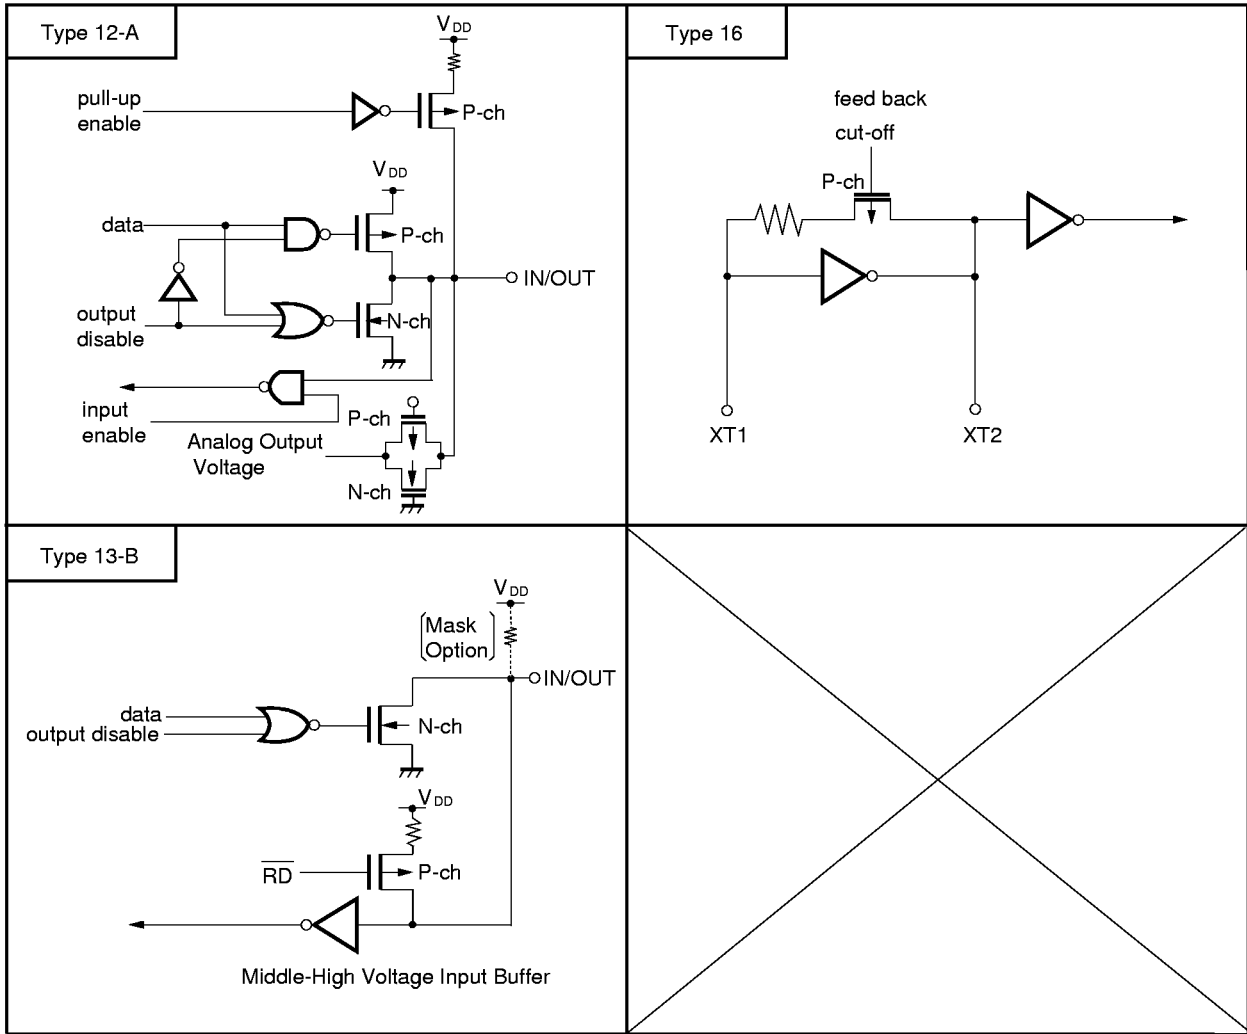 Type 12-A
VDD
pull-up
enable
P-ch
VDD
data
P-ch
IN/OUT
output
disable
N-ch
input
enable
P-ch
Analog Output
Voltage
N-ch
Type 16
feed back
cut-off
P-ch
XT1
XT2
Type 13-B
VDD
Mask
Option
IN/OUT
data
output disable
N-ch
VDD
RD
P-ch
Middle-High Voltage Input Buffer